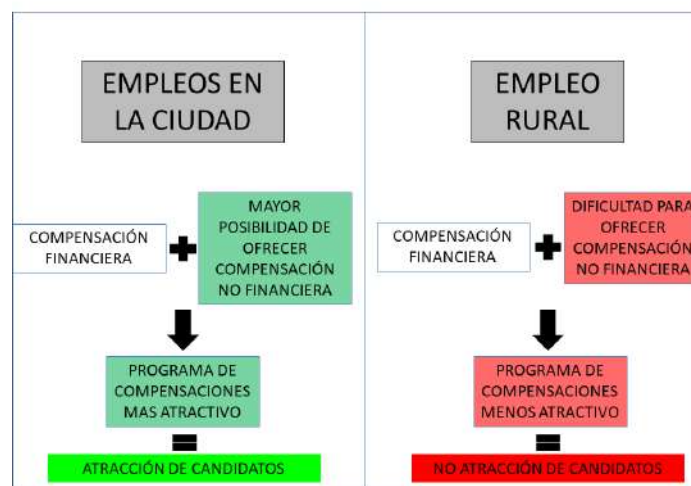 EMPLEOS EN
LA CIUDAD
COMPENSACIÓN
FINANCIERA
MAYOR
POSIBILIDAD DE
OFRECER
COMPENSACIÓN
NO FINANCIERA
PROGRAMA DE
COMPENSACIONES
MAS ATRACTIVO
ATRACCIÓN DE CANDIDATOS
EMPLEO
RURAL
COMPENSACIÓN
FINANCIERA
DIFICULTAD PARA
OFRECER
COMPENSACIÓN
NO FINANCIERA
PROGRAMA DE
COMPENSACIONES
MENOS ATRACTIVO
NO ATRACCIÓN DE CANDIDATOS